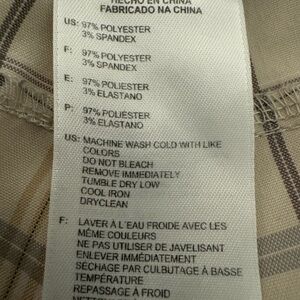 HECHO EN CHINA
FABRICADO NA CHINA
US: 97% POLYESTER
3% SPANDEX
F: 97% POLYESTER
3% SPANDEX
E: 97% POLIESTER
3% ELASTANO
P: 97% POLIÉSTER
3% ELASTANO
US: MACHINE WASH COLD WITH LIKE
COLORS
DO NOT BLEACH
REMOVE IMMEDIATELY
TUMBLE DRY LOW
COOL IRON
DRYCLEAN
F: LAVER À L'EAU FROIDE AVEC LES
MÊME COULEURS
NE PAS UTILISER DE JAVELISANT
ENLEVER IMMÉDIATEMENT
SÉCHAGE PAR CULBUTAGE À BASSE
TEMPÉRATURE
REPASSAGE À FROID